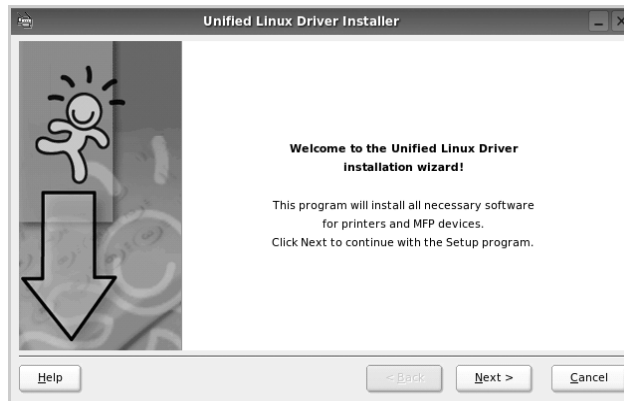 Unified Linux Driver Installer
Welcome to the Unified Linux Driver
installation wizard!
This program will install all necessary software
for printers and MFP devices.
Click Next to continue with the Setup program.
Help
< Back
Next >
Cancel